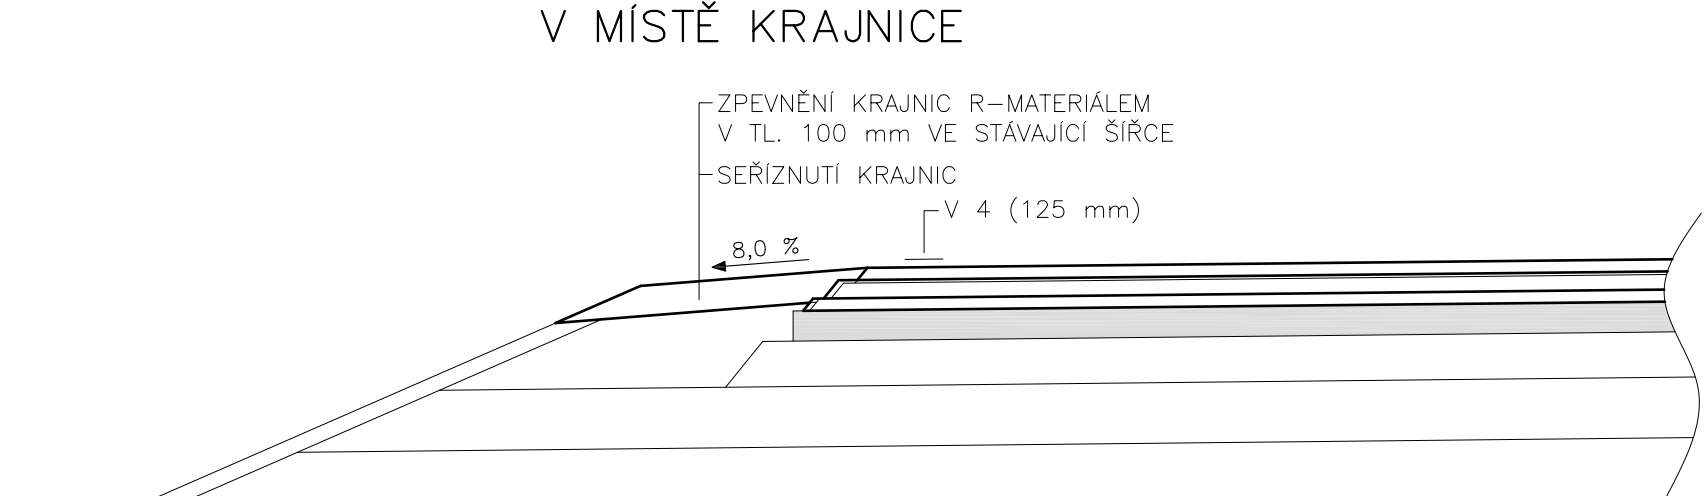 V MÍSTĚ KRAJNICE
ZPEVNĚNÍ KRAJNIC R-MATERIÁLEM
V TL. 100 mm VE STÁVAJÍCÍ ŠÍŘCE
SEŘÍZNUTÍ KRAJNIC
V 4 (125 mm)
8,0 %